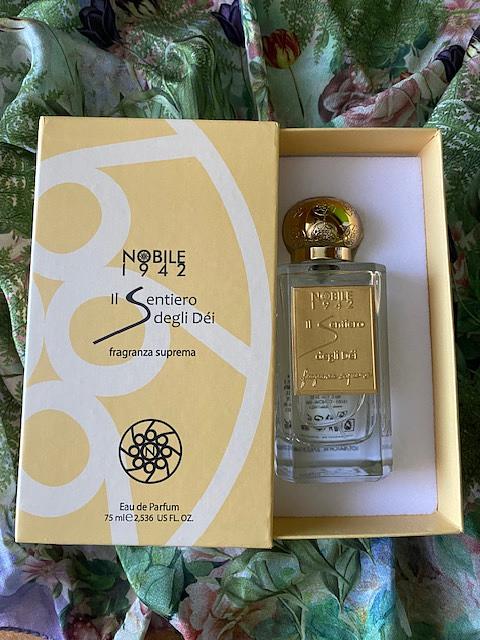 NOBILE
1942
Il Sentiero
degli Déi
fragranza suprema
N
Eau de Parfum
75 ml℮2,536 US FL. OZ.
NOBILE
1942
Il Sentiero
degli Déi
fragranza suprema